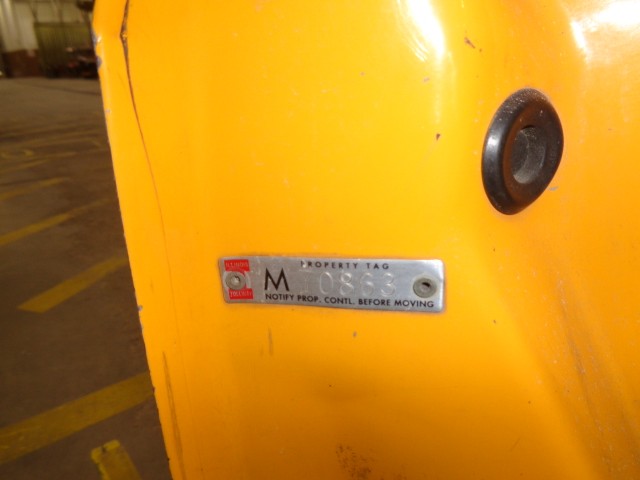 PROPERTY TAG
M 0863
NOTIFY PROP. CONTL. BEFORE MOVING